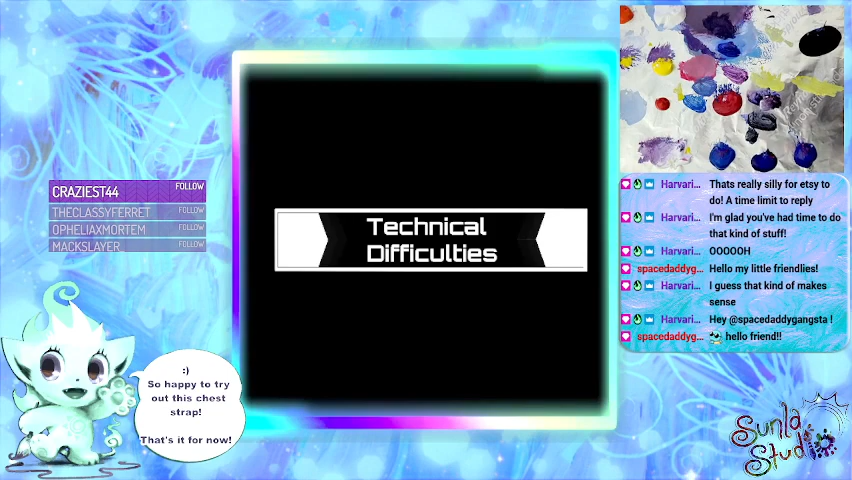 CRAZIEST44 FOLLOW
THECLASSYFERRET FOLLOW
OPHELIAXMORTEM FOLLOW
MACKSLAYER_ FOLLOW
:)
So happy to try
out this chest
strap!
That's it for now!
Technical
Difficulties
Harvari... Thats really silly for etsy to
do! A time limit to reply
Harvari... I'm glad you've had time to do
that kind of stuff!
Harvari... OOOOOH
spacedaddyg... Hello my little friendlies!
Harvari... I guess that kind of makes
sense
Harvari... Hey @spacedaddygangsta !
spacedaddyg... hello friend!!
Sunla
Studio